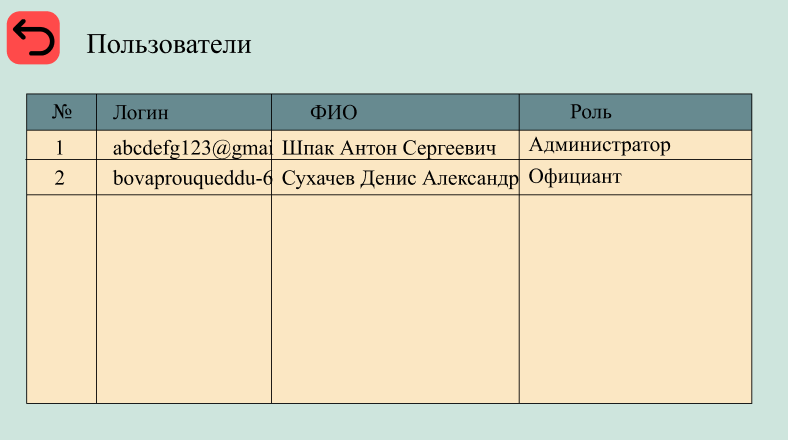 Пользователи
№ Логин ФИО Роль
1 abcdefg123@gmai Шпак Антон Сергеевич Администратор
2 bovaprouqueddu-6 Сухачев Денис Александр Официант